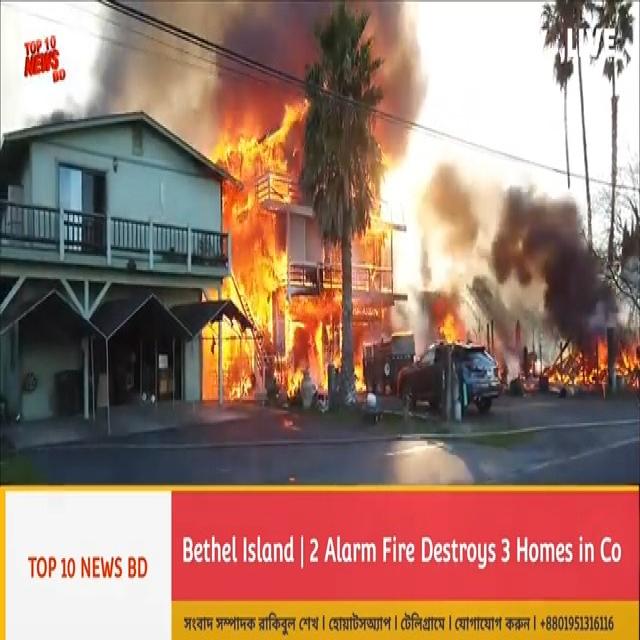 TOP 10
NEWS
BD
LIVE
Bethel Island | 2 Alarm Fire Destroys 3 Homes in Co
TOP 10 NEWS BD
সংবাদ সম্পাদক রাকিবুল শেখ | হোয়াটসঅ্যাপ | টেলিগ্রামে | যোগাযোগ করুন | +8801951316116